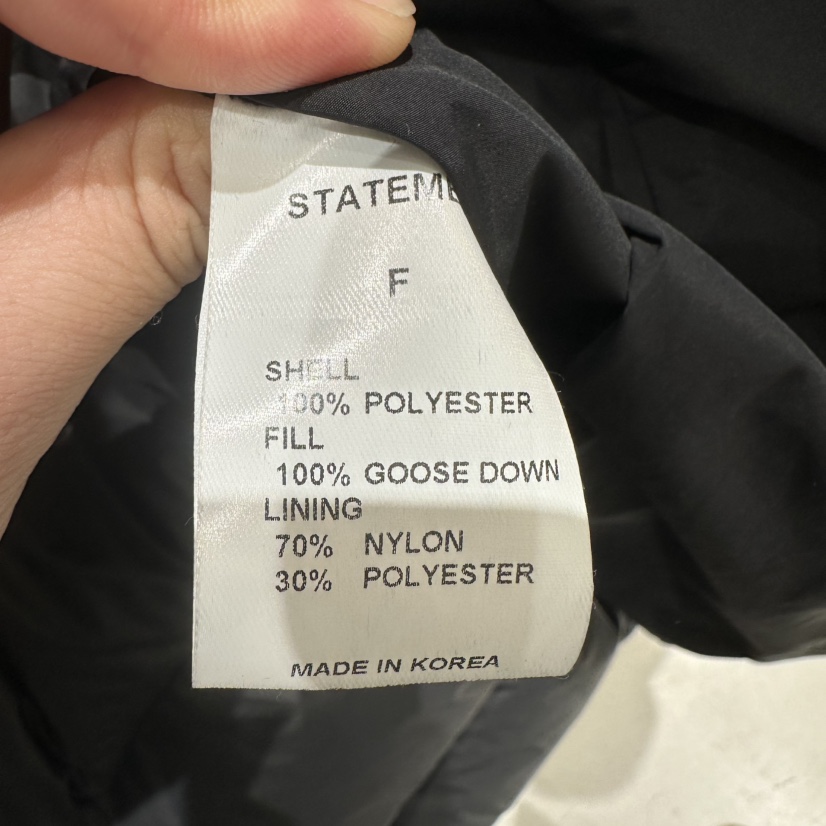 F
SHELL
100% POLYESTER
FILL
100% GOOSE DOWN
LINING
70% NYLON
30% POLYESTER
MADE IN KOREA